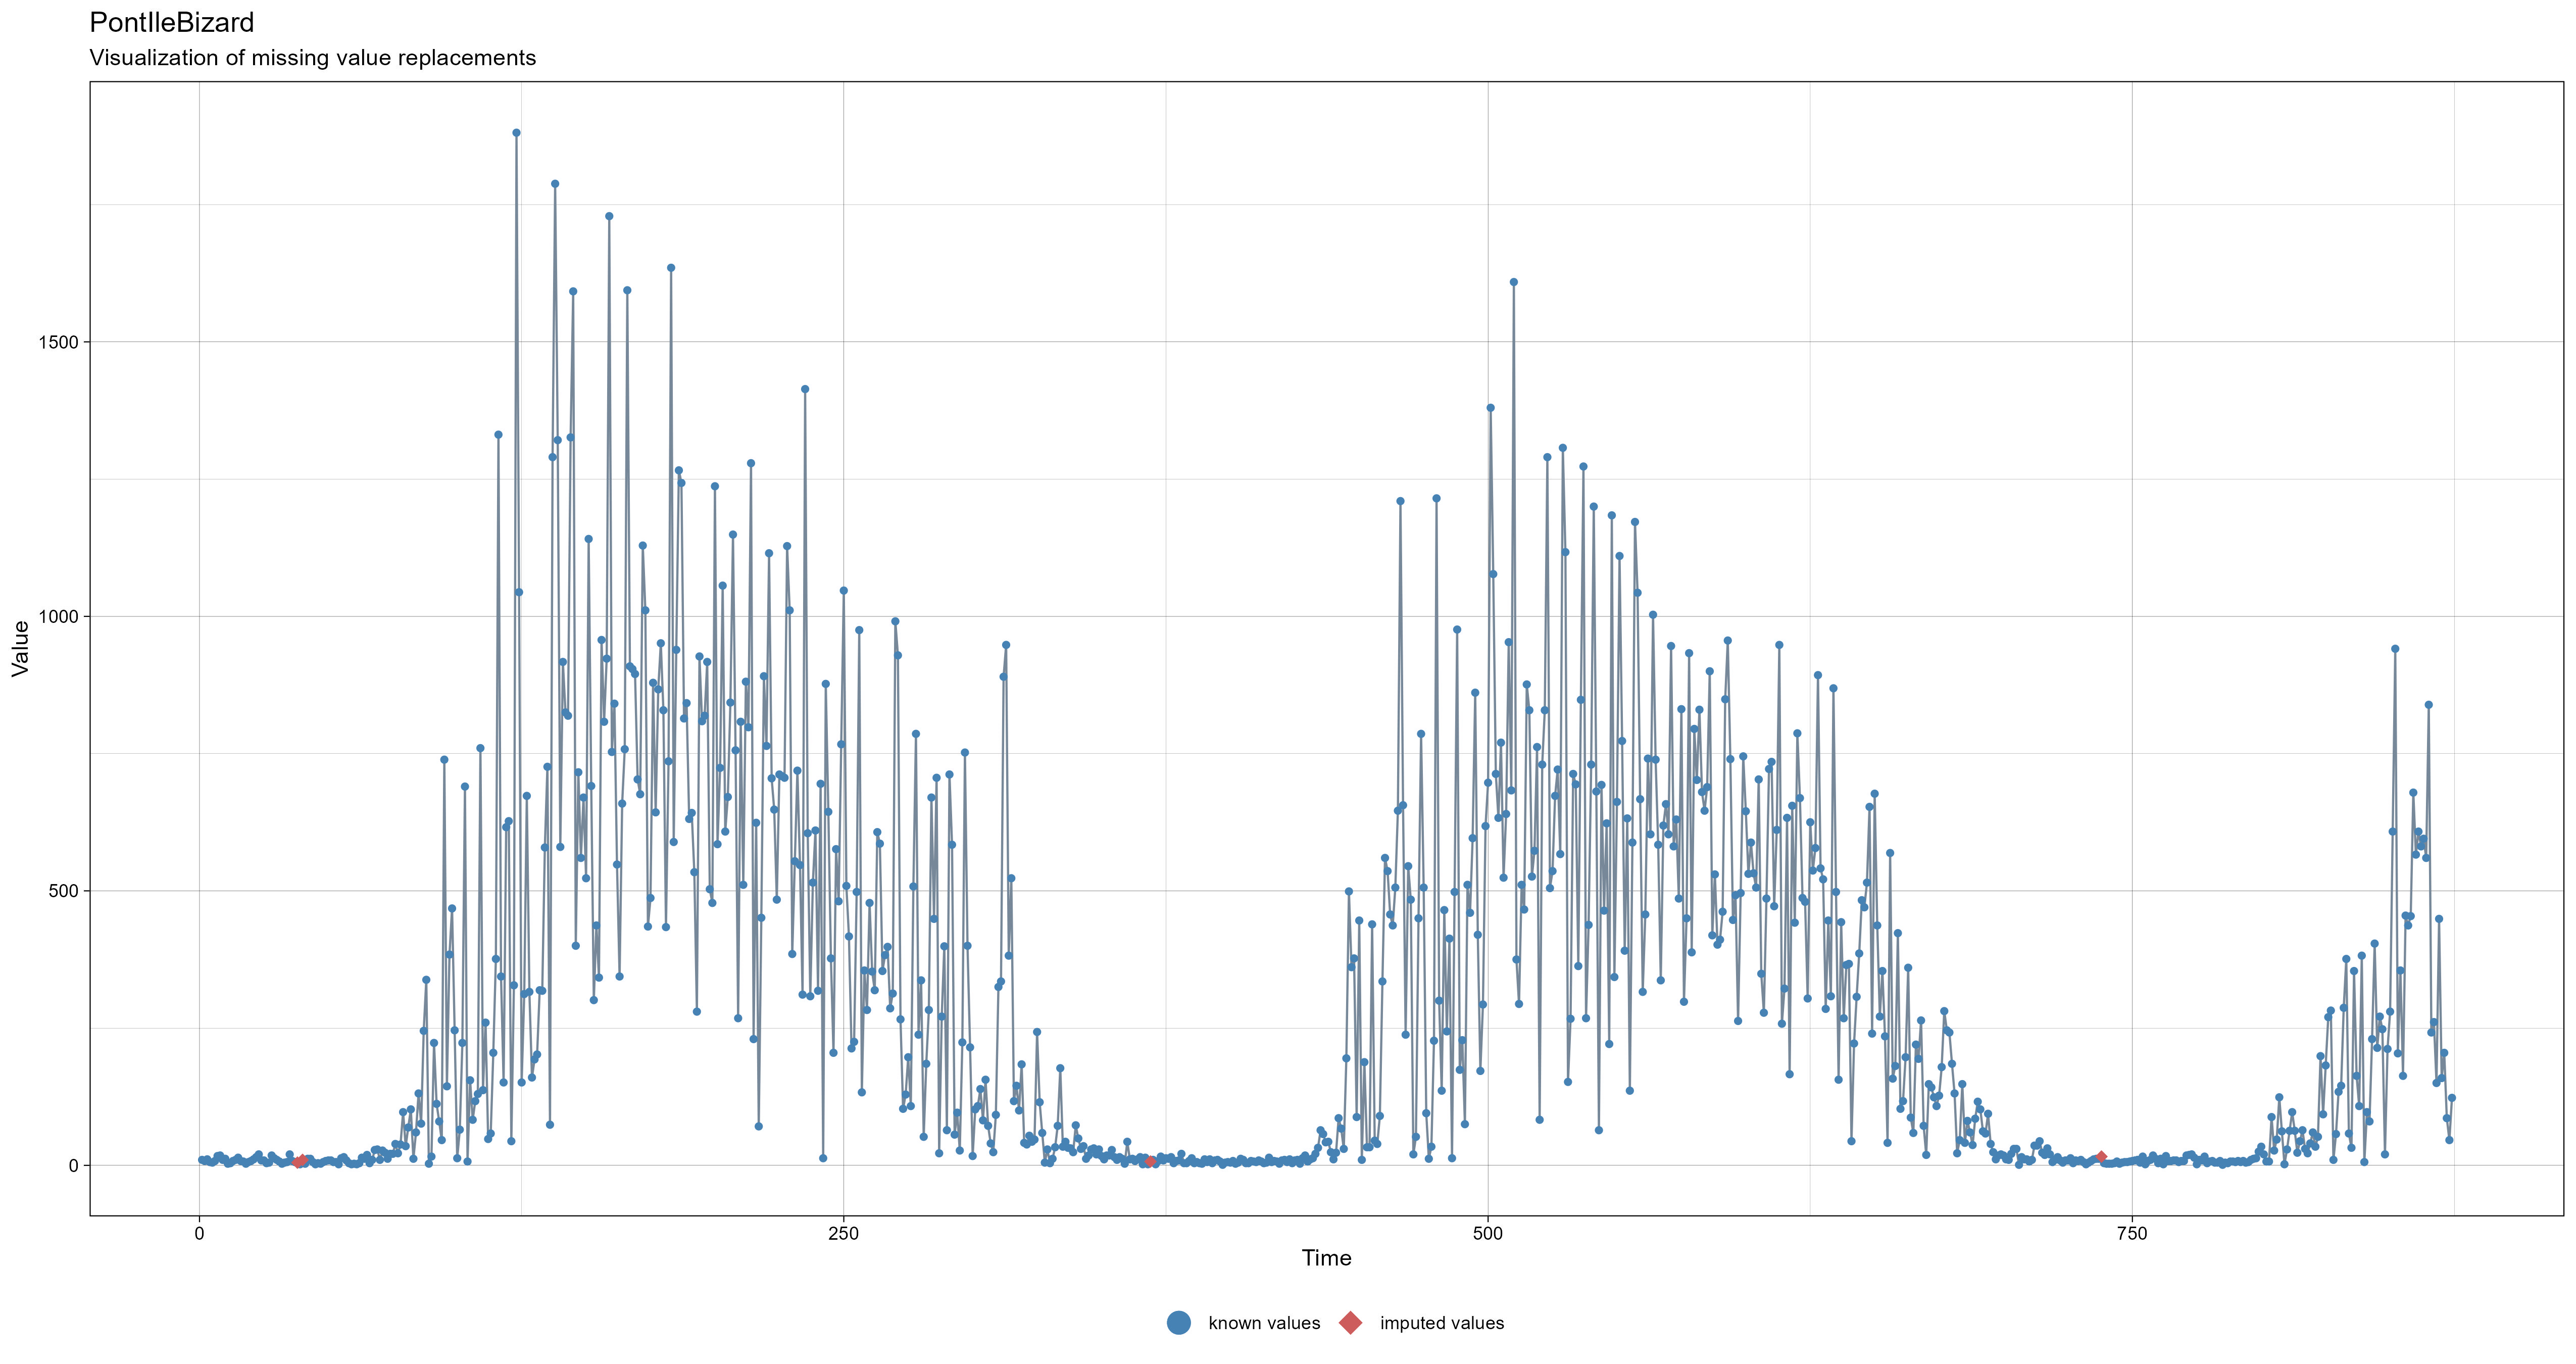 PontIleBizard
Visualization of missing value replacements
Value
1500
1000
500
0
0 250 500 750
Time
known values imputed values